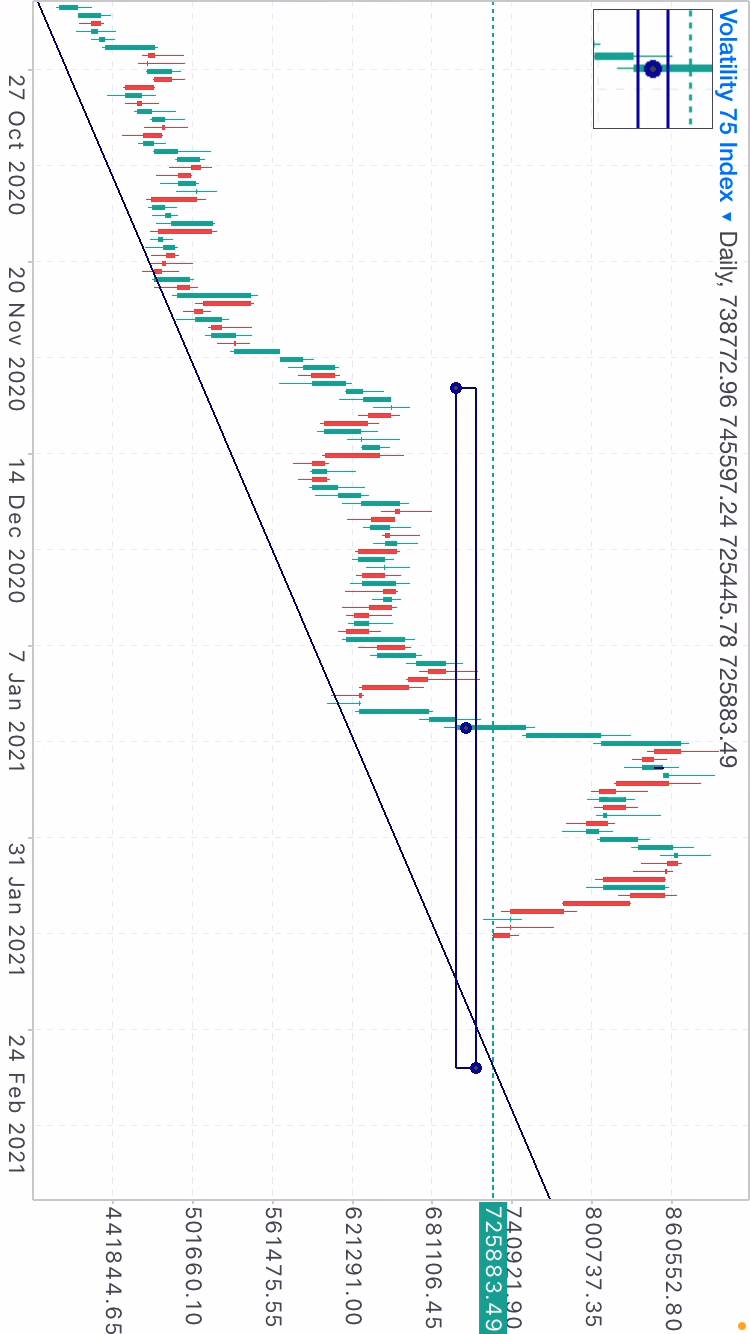 Volatility 75 Index ▾ Daily, 738772.96 745597.24 725445.78 725883.49
860552.80
800737.35
740921.90
725883.49
681106.45
621291.00
561475.55
501660.10
441844.65
27 Oct 2020
20 Nov 2020
14 Dec 2020
7 Jan 2021
31 Jan 2021
24 Feb 2021